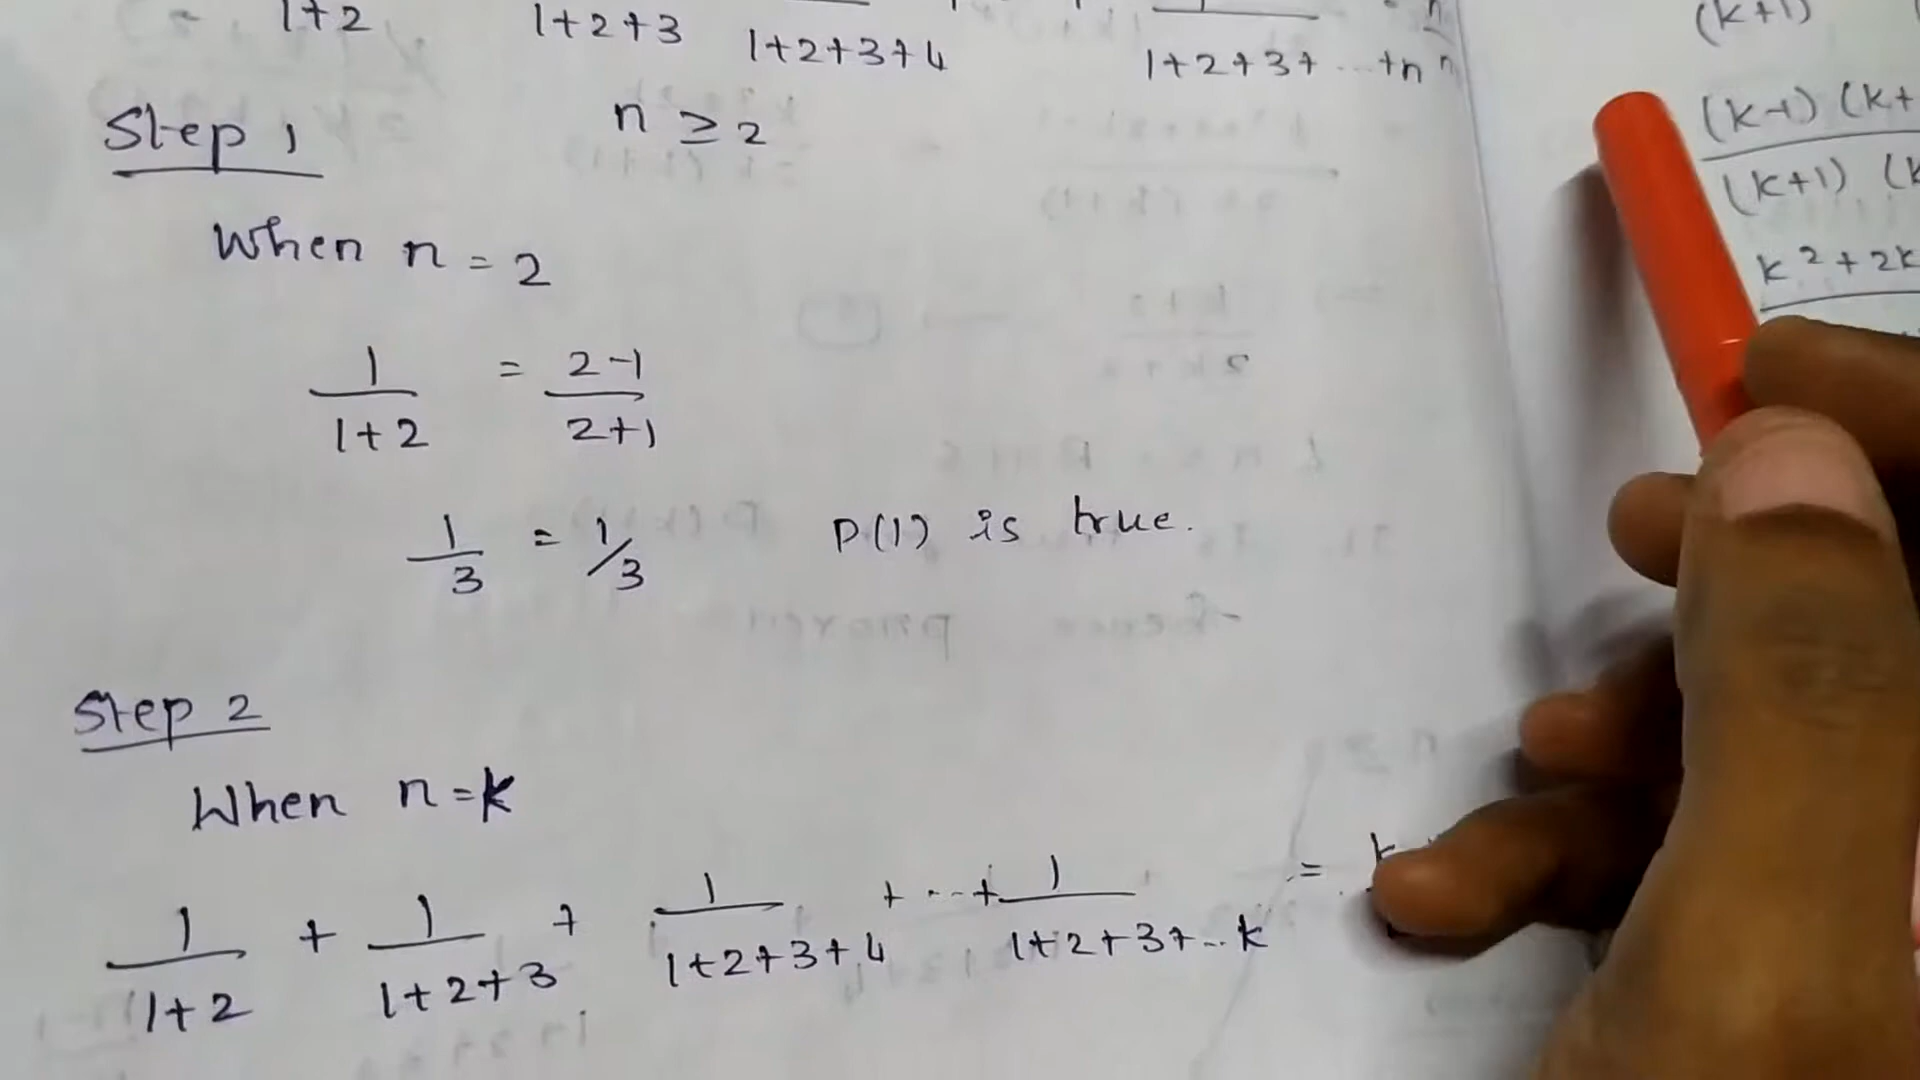 1+2 1+2+3 1+2+3+4 1+2+3+ ...+n
Step 1 n ≥ 2
When n = 2
1/(1+2) = (2-1)/(2+1)
1/3 = 1/3 P(1) is true.
Step 2
When n=k
1/(1+2) + 1/(1+2+3) + 1/(1+2+3+4) + ...+ 1/(1+2+3+...k) = k
(k+1)
(k-1) (k+
(k+1) (k
k²+2k